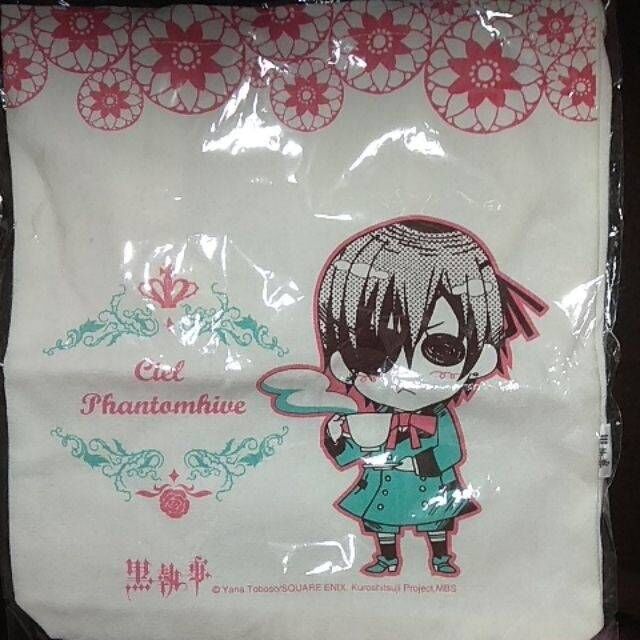 Ciel
Phantomhive
黒執事
© Yana Toboso/SQUARE ENIX. Kuroshitsuji Project,MBS